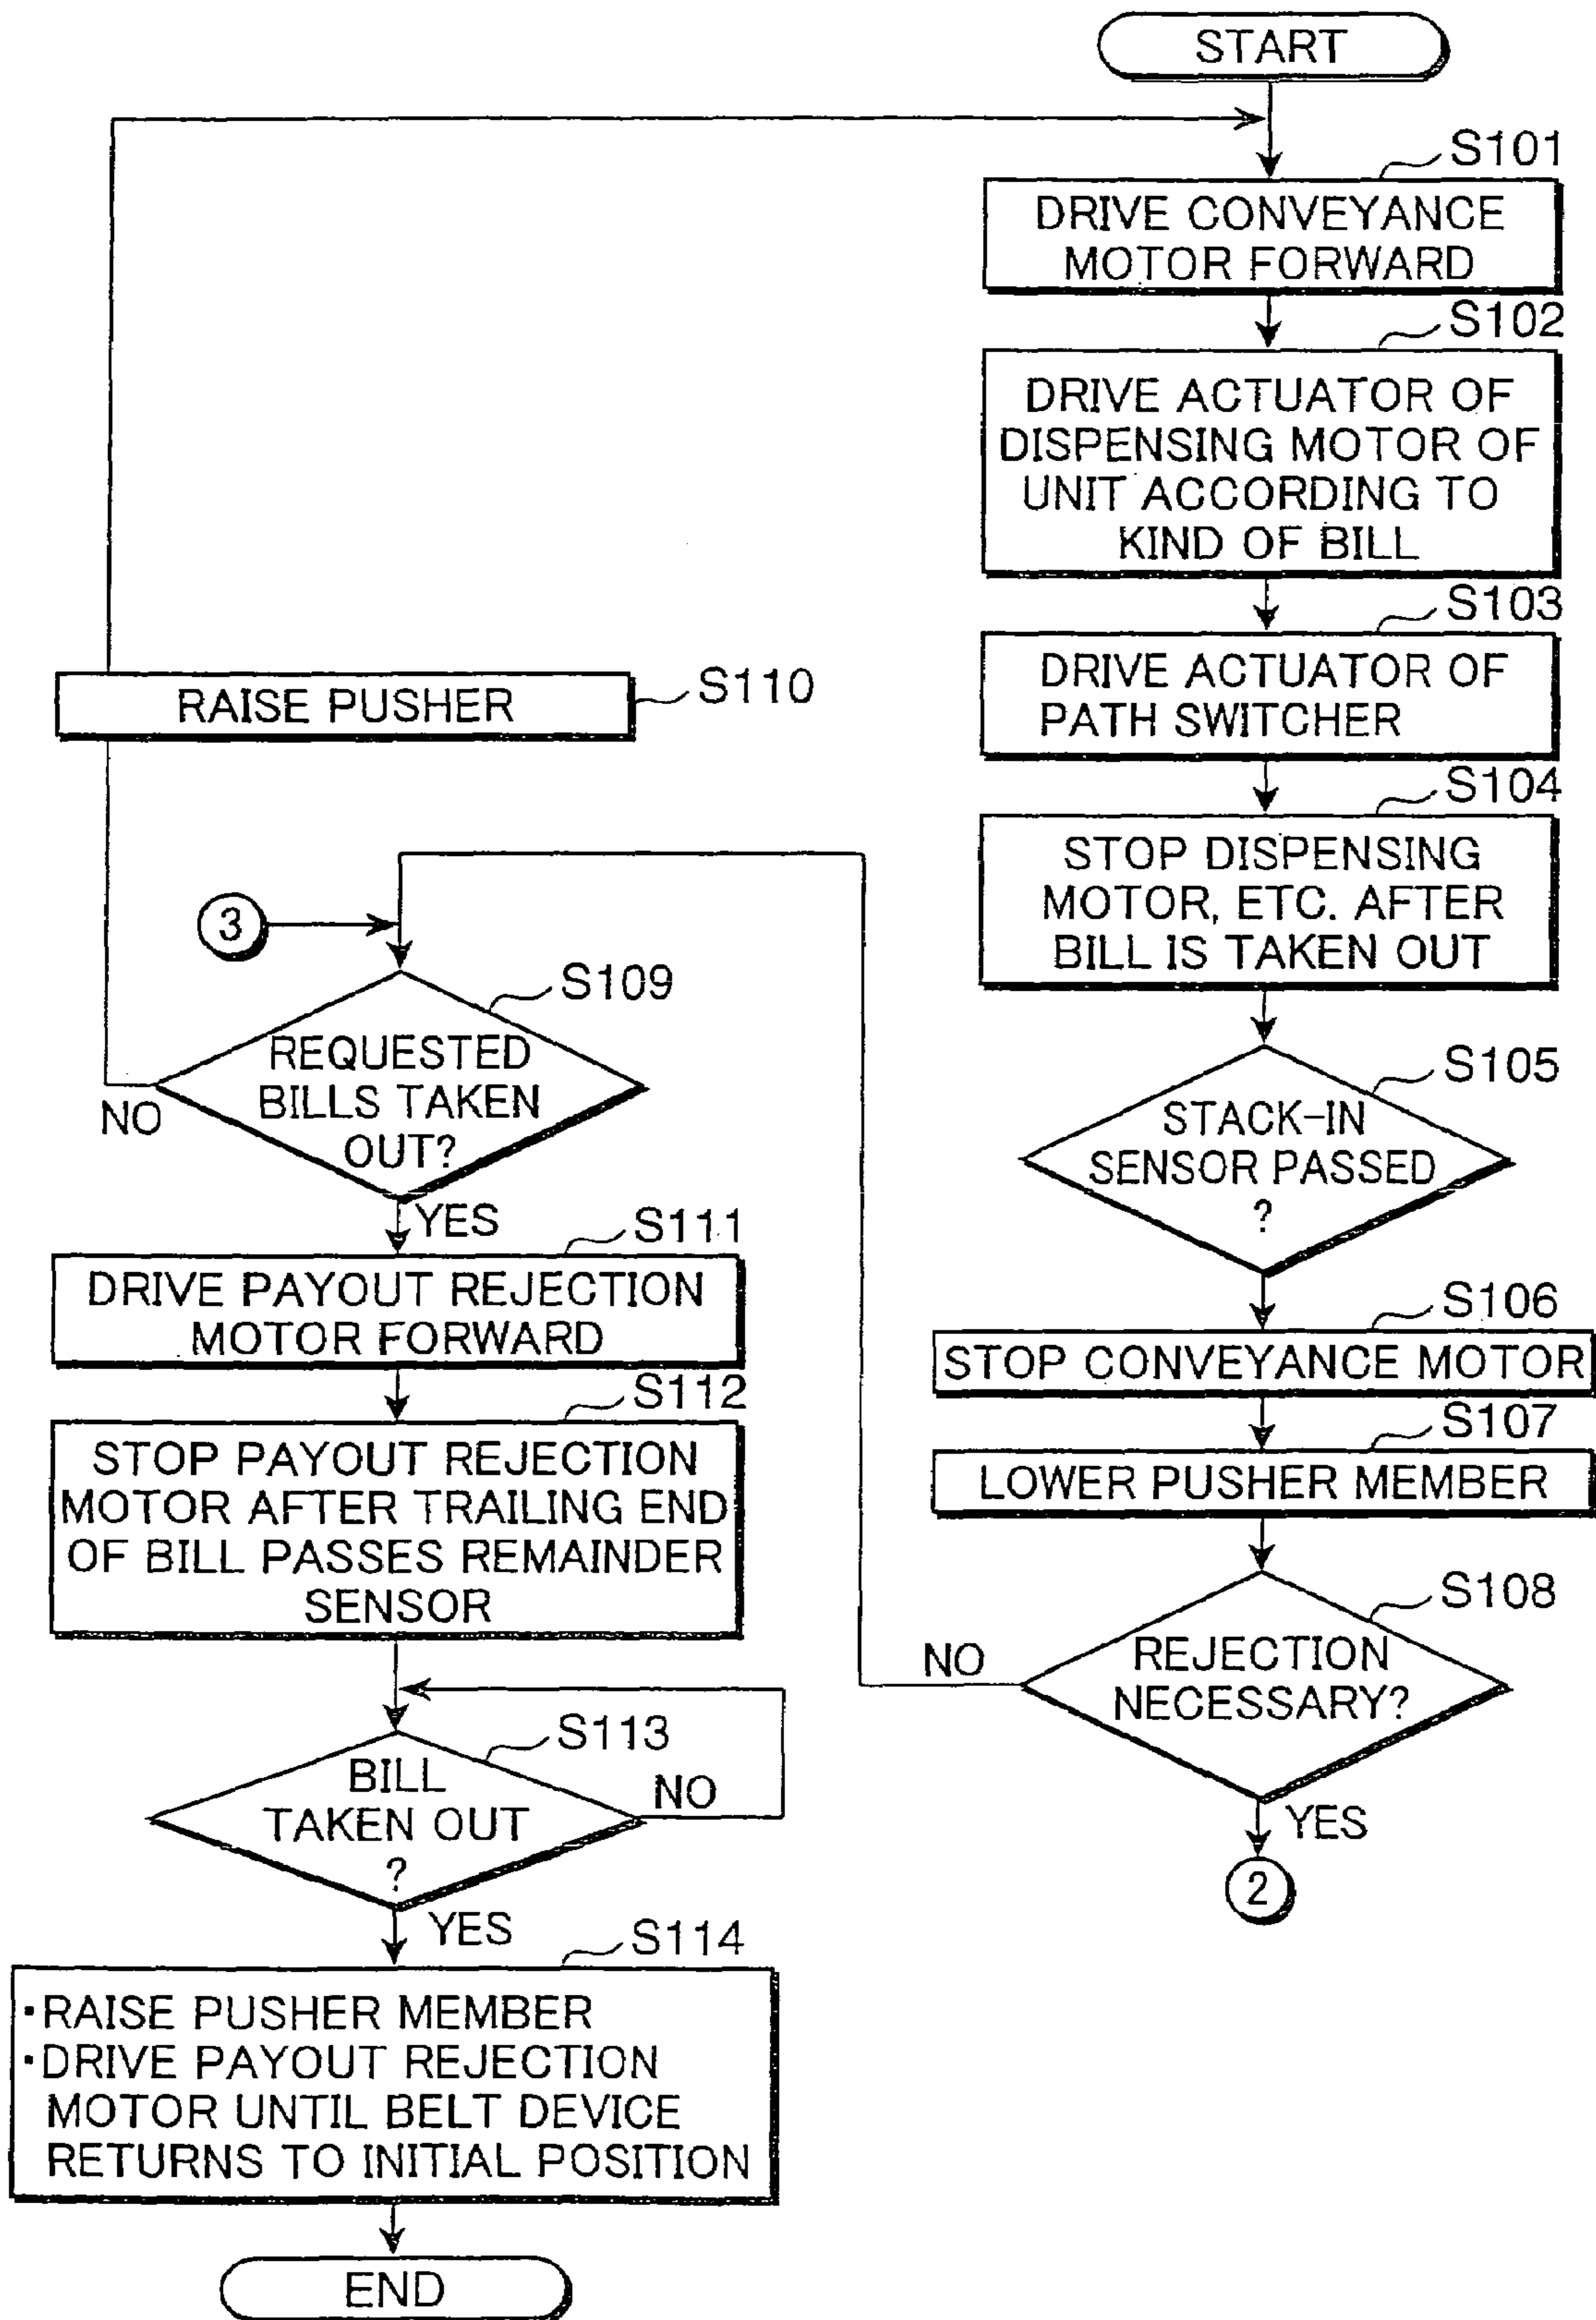 START
S101
DRIVE CONVEYANCE
MOTOR FORWARD
S102
DRIVE ACTUATOR OF
DISPENSING MOTOR OF
UNIT ACCORDING TO
KIND OF BILL
S103
DRIVE ACTUATOR OF
PATH SWITCHER
S104
STOP DISPENSING
MOTOR, ETC. AFTER
BILL IS TAKEN OUT
S105
STACK-IN
SENSOR PASSED
?
S106
STOP CONVEYANCE MOTOR
S107
LOWER PUSHER MEMBER
S108
REJECTION
NECESSARY?
NO
YES
2
3
S109
REQUESTED
BILLS TAKEN
OUT?
NO
YES
S110
RAISE PUSHER
S111
DRIVE PAYOUT REJECTION
MOTOR FORWARD
S112
STOP PAYOUT REJECTION
MOTOR AFTER TRAILING END
OF BILL PASSES REMAINDER
SENSOR
S113
BILL
TAKEN OUT
?
NO
YES
S114
・RAISE PUSHER MEMBER
・DRIVE PAYOUT REJECTION
MOTOR UNTIL BELT DEVICE
RETURNS TO INITIAL POSITION
END